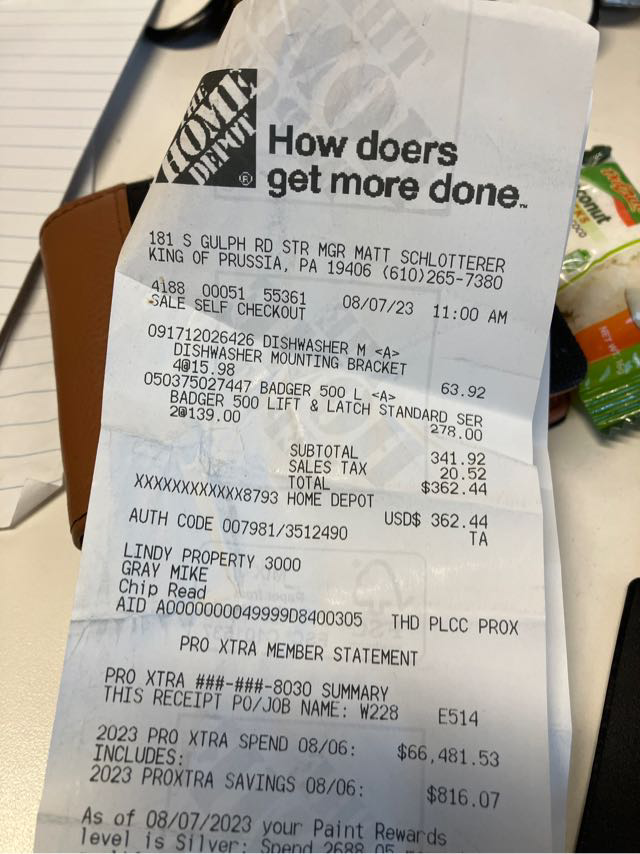 THE
HOME
DEPOT
®
How doers
get more done.™
181 S GULPH RD STR MGR MATT SCHLOTTERER
KING OF PRUSSIA, PA 19406 (610)265-7380
4188 00051 55361 08/07/23 11:00 AM
SALE SELF CHECKOUT
091712026426 DISHWASHER M <A>
DISHWASHER MOUNTING BRACKET
4@15.98 63.92
050375027447 BADGER 500 L <A>
BADGER 500 LIFT & LATCH STANDARD SER
2@139.00 278.00
SUBTOTAL 341.92
SALES TAX 20.52
TOTAL $362.44
XXXXXXXXXXXX8793 HOME DEPOT
USD$ 362.44
AUTH CODE 007981/3512490 TA
LINDY PROPERTY 3000
GRAY MIKE
Chip Read
AID A0000000049999D8400305 THD PLCC PROX
PRO XTRA MEMBER STATEMENT
PRO XTRA ###-###-8030 SUMMARY
THIS RECEIPT PO/JOB NAME: W228 E514
2023 PRO XTRA SPEND 08/06: $66,481.53
INCLUDES:
2023 PROXTRA SAVINGS 08/06: $816.07
As of 08/07/2023 your Paint Rewards
level is Silver; Spend 2688.05